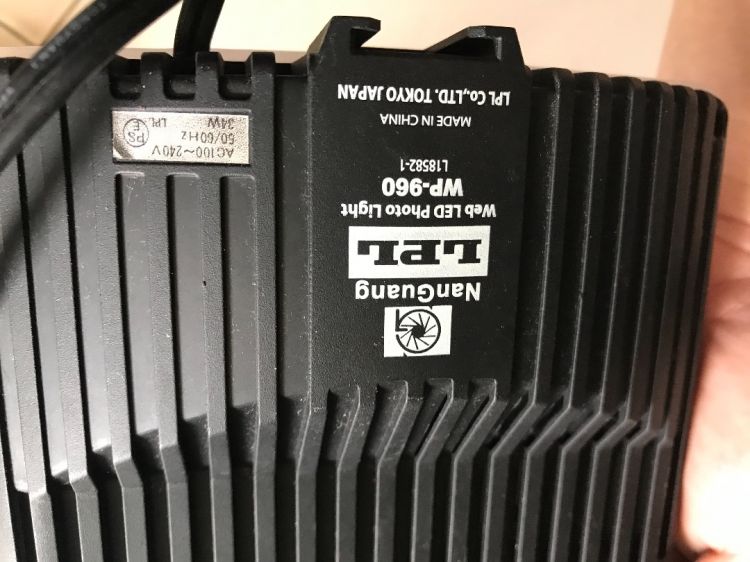 NanGuang
LPL
Web LED Photo Light
WP-960
L18582-1
MADE IN CHINA
LPL Co.,LTD. TOKYO JAPAN
AC100~240V
50/60Hz
34W
LPL
PS
E